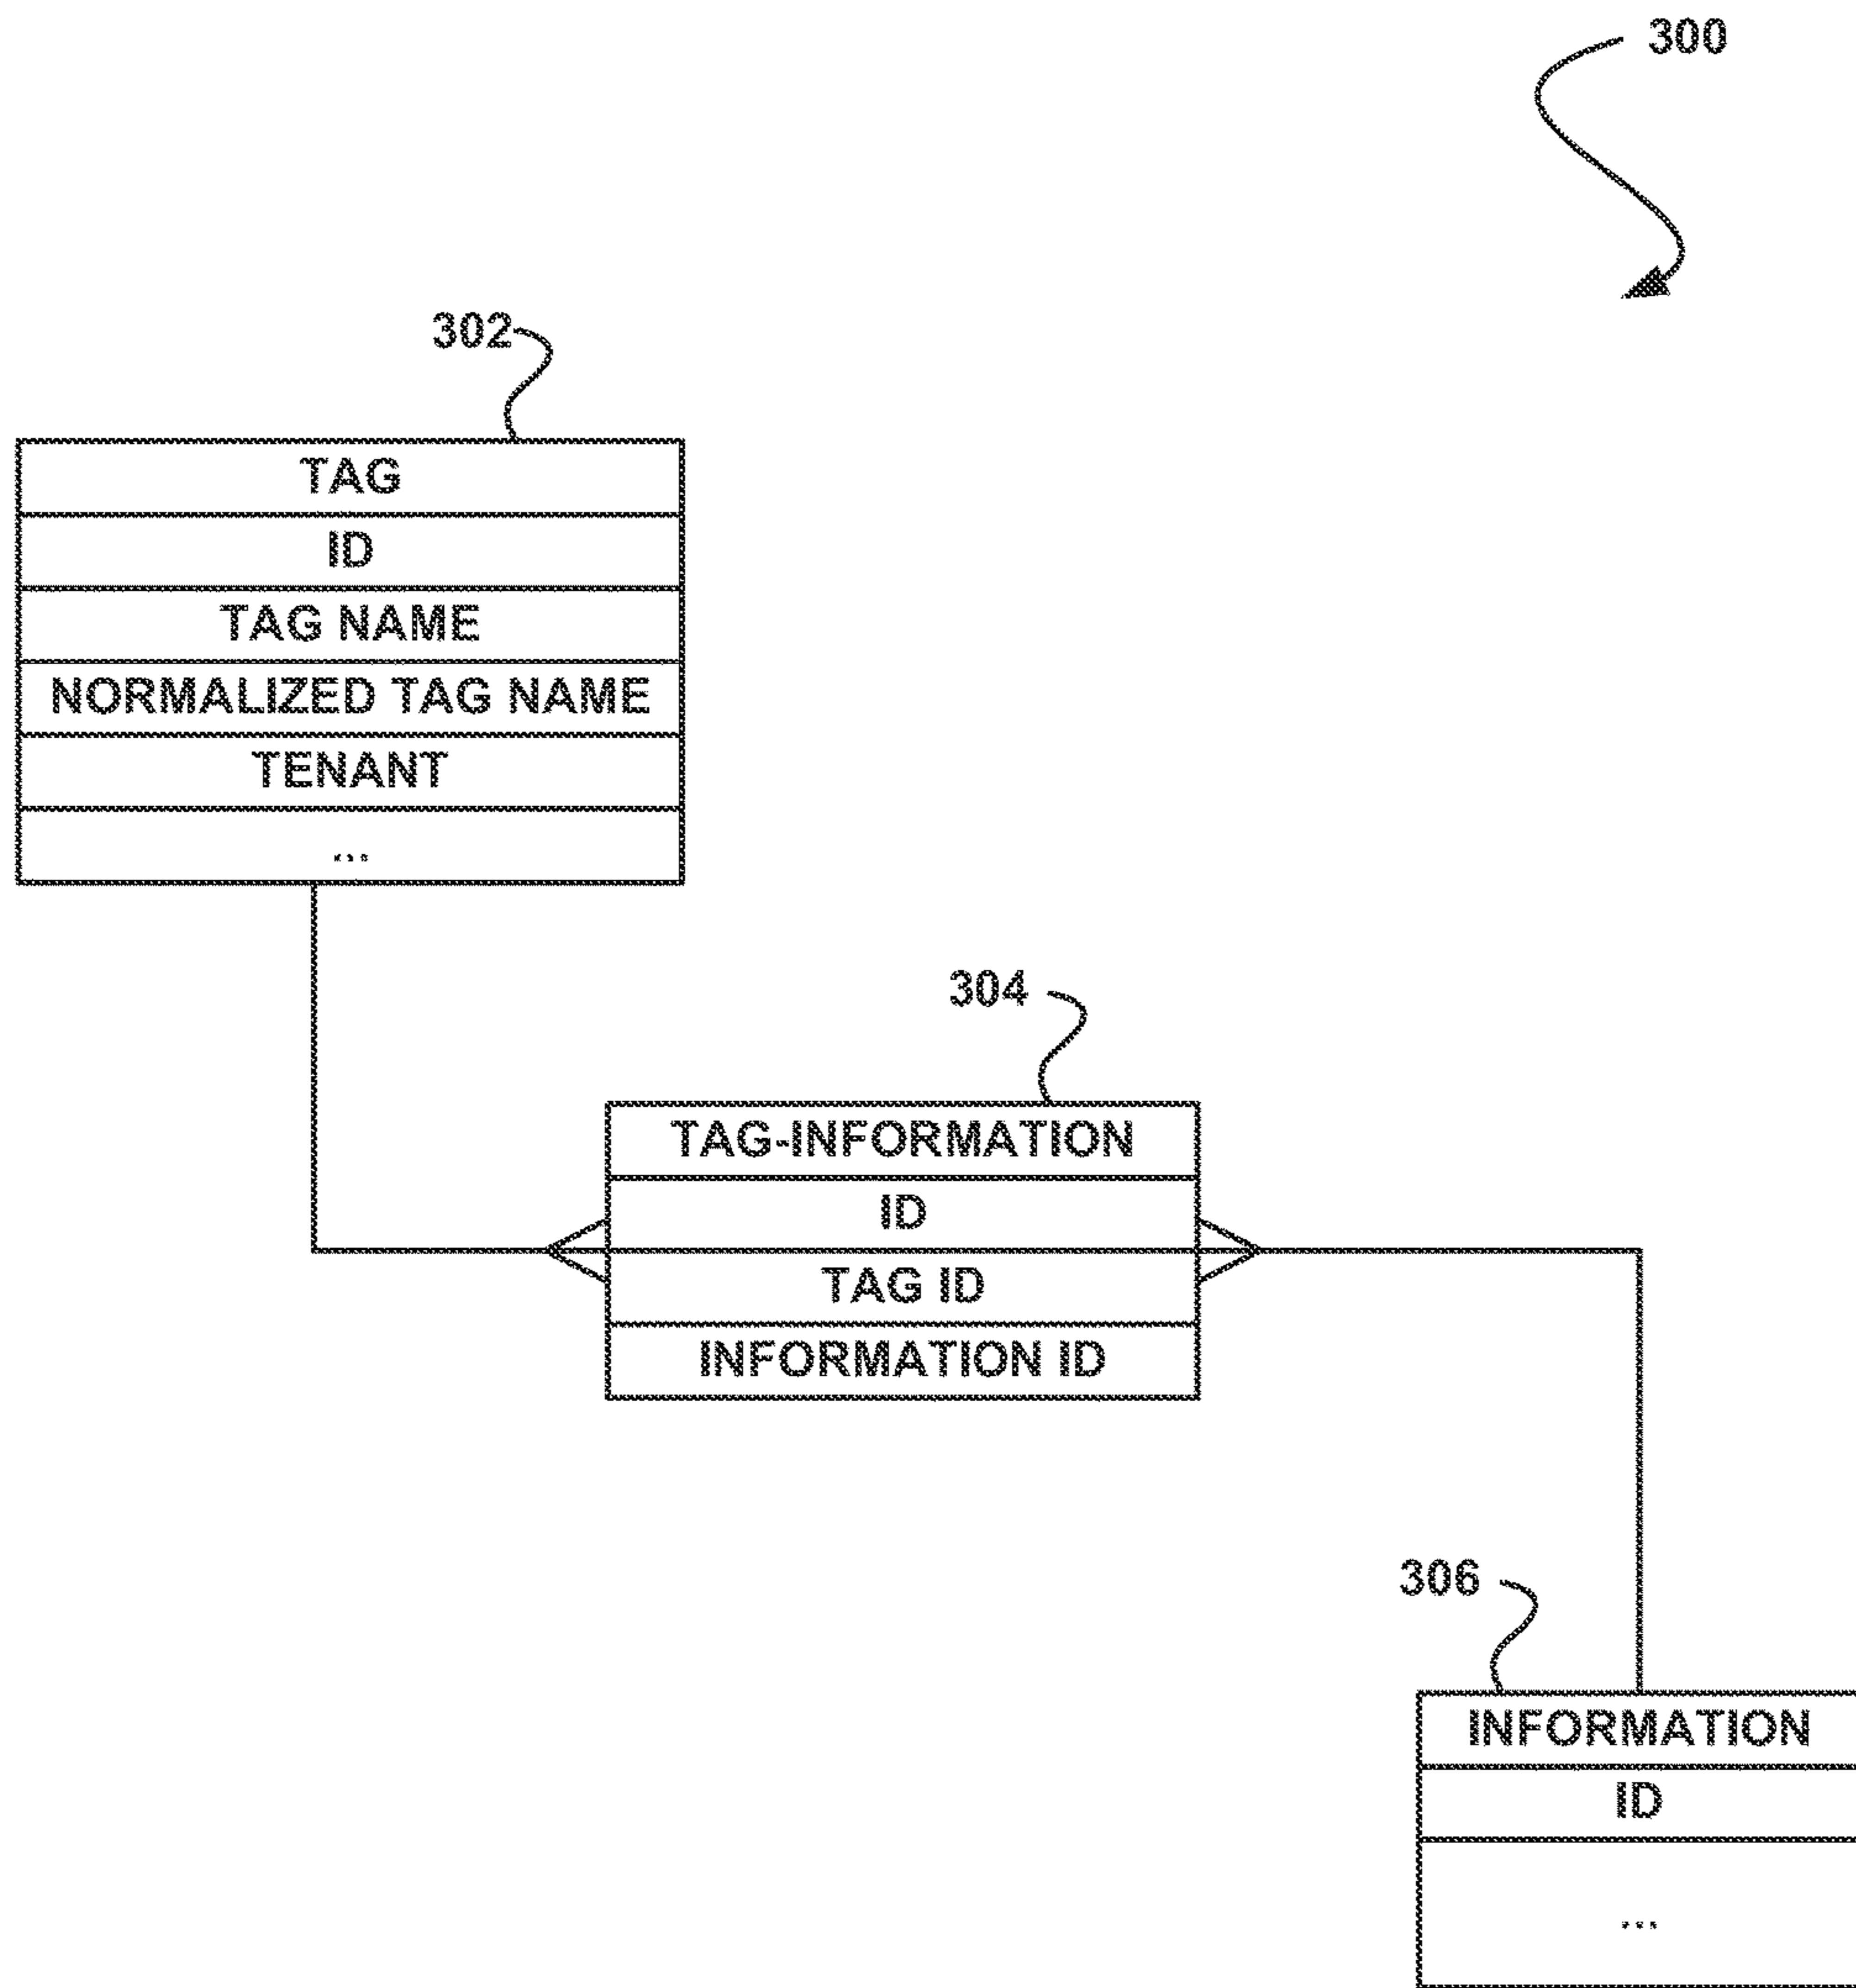 300
302
TAG
ID
TAG NAME
NORMALIZED TAG NAME
TENANT
...
304
TAG-INFORMATION
ID
TAG ID
INFORMATION ID
306
INFORMATION
ID
...